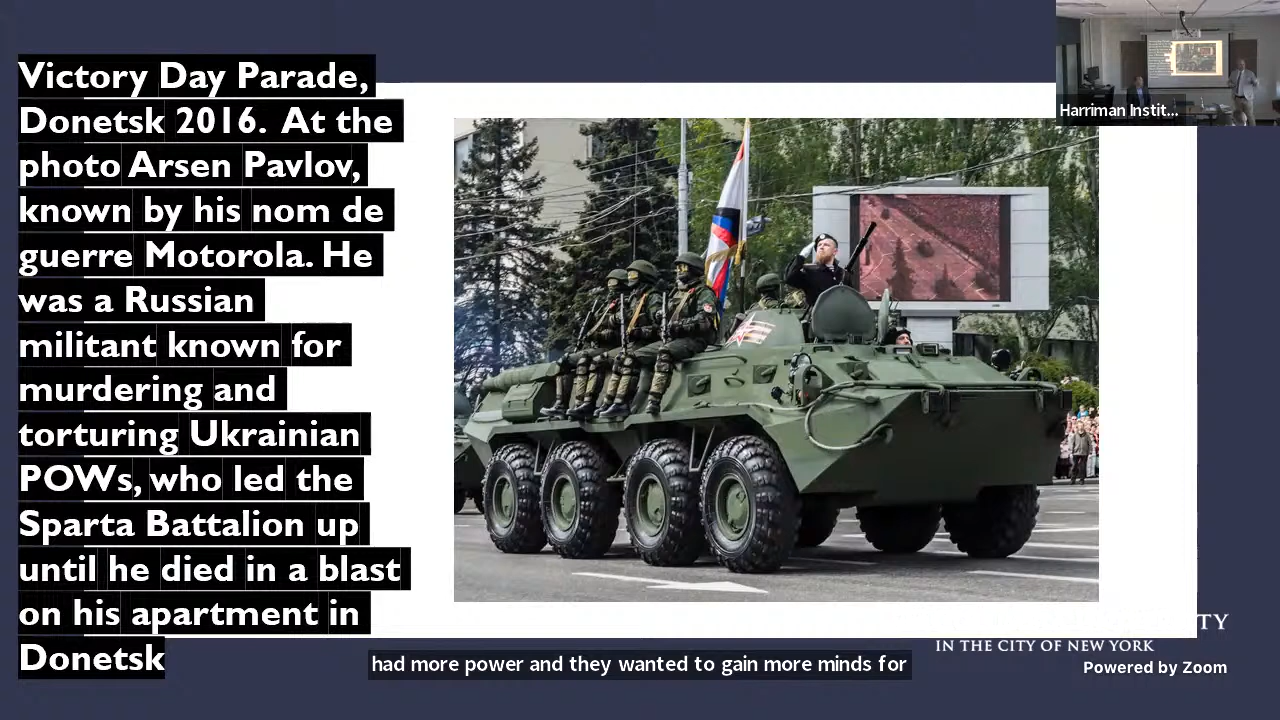 Victory Day Parade,
Donetsk 2016. At the
photo Arsen Pavlov,
known by his nom de
guerre Motorola. He
was a Russian
militant known for
murdering and
torturing Ukrainian
POWs, who led the
Sparta Battalion up
until he died in a blast
on his apartment in
Donetsk
Harriman Instit...
TY
IN THE CITY OF NEW YORK
had more power and they wanted to gain more minds for
Powered by Zoom